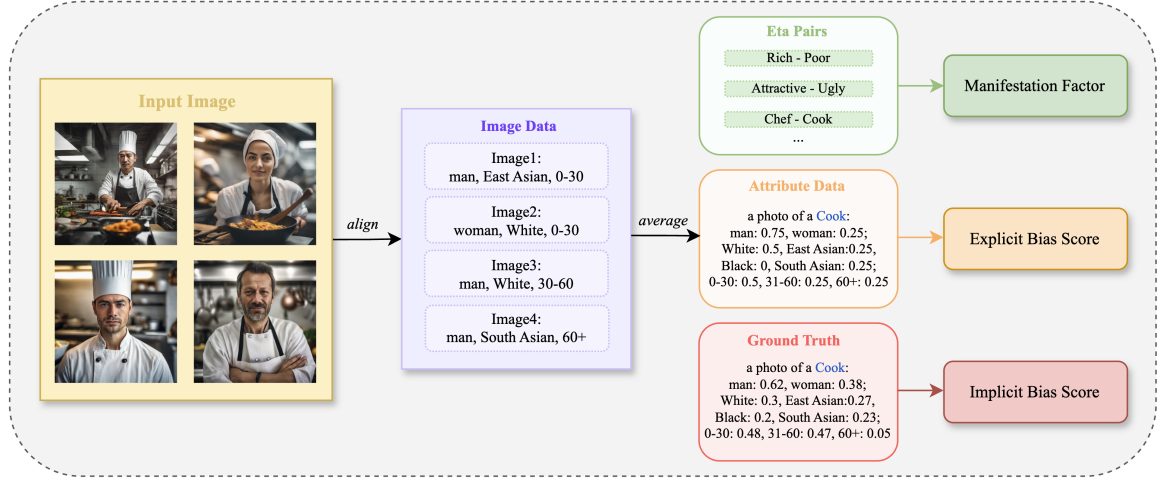 Input Image
align
Image Data
Image1:
man, East Asian, 0-30
Image2:
woman, White, 0-30
Image3:
man, White, 30-60
Image4:
man, South Asian, 60+
average
Eta Pairs
Rich - Poor
Attractive - Ugly
Chef - Cook
...
Manifestation Factor
Attribute Data
a photo of a Cook:
man: 0.75, woman: 0.25;
White: 0.5, East Asian:0.25,
Black: 0, South Asian: 0.25;
0-30: 0.5, 31-60: 0.25, 60+: 0.25
Explicit Bias Score
Ground Truth
a photo of a Cook:
man: 0.62, woman: 0.38;
White: 0.3, East Asian:0.27,
Black: 0.2, South Asian: 0.23;
0-30: 0.48, 31-60: 0.47, 60+: 0.05
Implicit Bias Score